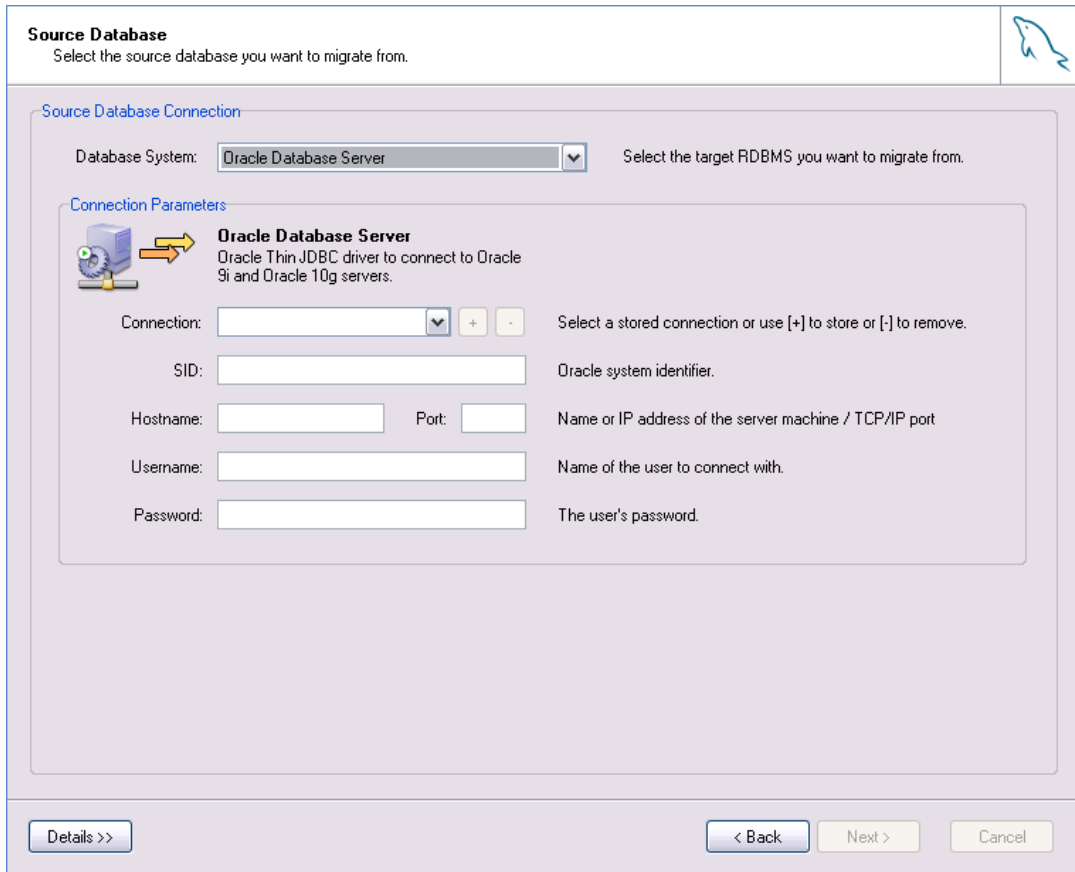 Source Database
Select the source database you want to migrate from.
Source Database Connection
Database System: Oracle Database Server Select the target RDBMS you want to migrate from.
Connection Parameters
Oracle Database Server
Oracle Thin JDBC driver to connect to Oracle
9i and Oracle 10g servers.
Connection: + - Select a stored connection or use [+] to store or [-] to remove.
SID: Oracle system identifier.
Hostname: Port: Name or IP address of the server machine / TCP/IP port
Username: Name of the user to connect with.
Password: The user's password.
Details >> < Back Next > Cancel